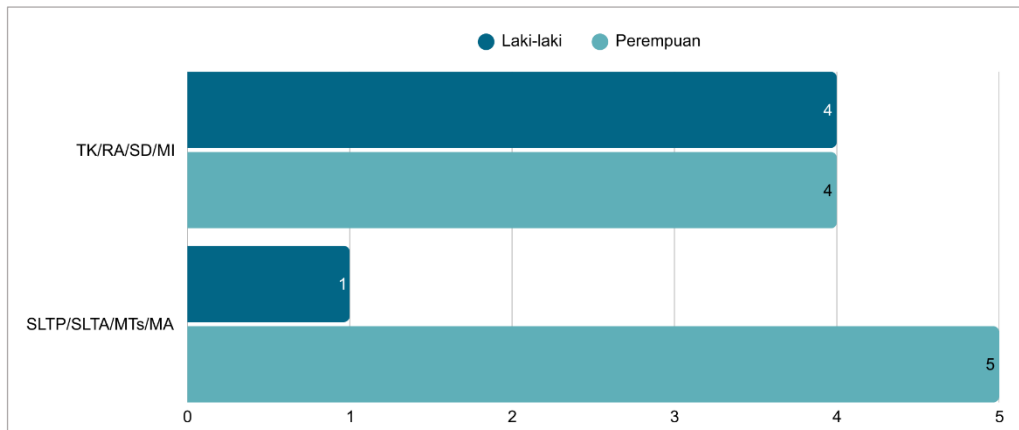 Laki-laki Perempuan
TK/RA/SD/MI
4
4
SLTP/SLTA/MTs/MA
1
5
0 1 2 3 4 5